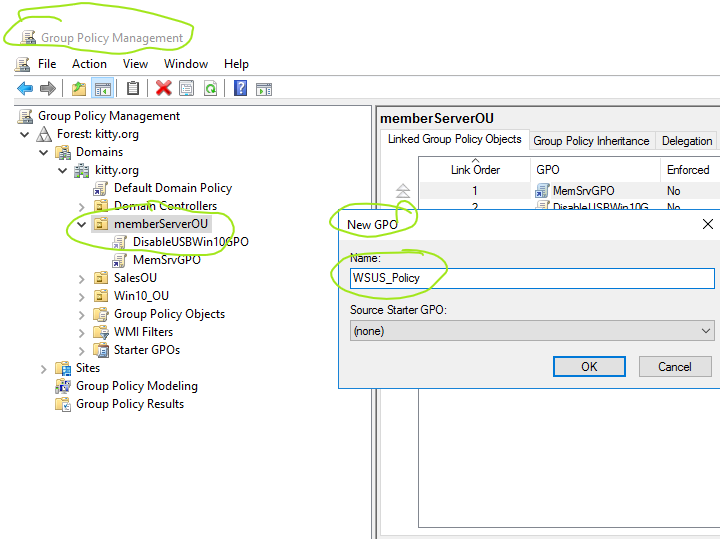 Group Policy Management
File Action View Window Help
Group Policy Management
Forest: kitty.org
Domains
kitty.org
Default Domain Policy
Domain Controllers
memberServerOU
DisableUSBWin10GPO
MemSrvGPO
SalesOU
Win10_OU
Group Policy Objects
WMI Filters
Starter GPOs
Sites
Group Policy Modeling
Group Policy Results
memberServerOU
Linked Group Policy Objects Group Policy Inheritance Delegation
Link Order GPO Enforced
1 MemSrvGPO No
2 DisableUSBWin10G No
New GPO
Name:
WSUS_Policy
Source Starter GPO:
(none)
OK Cancel